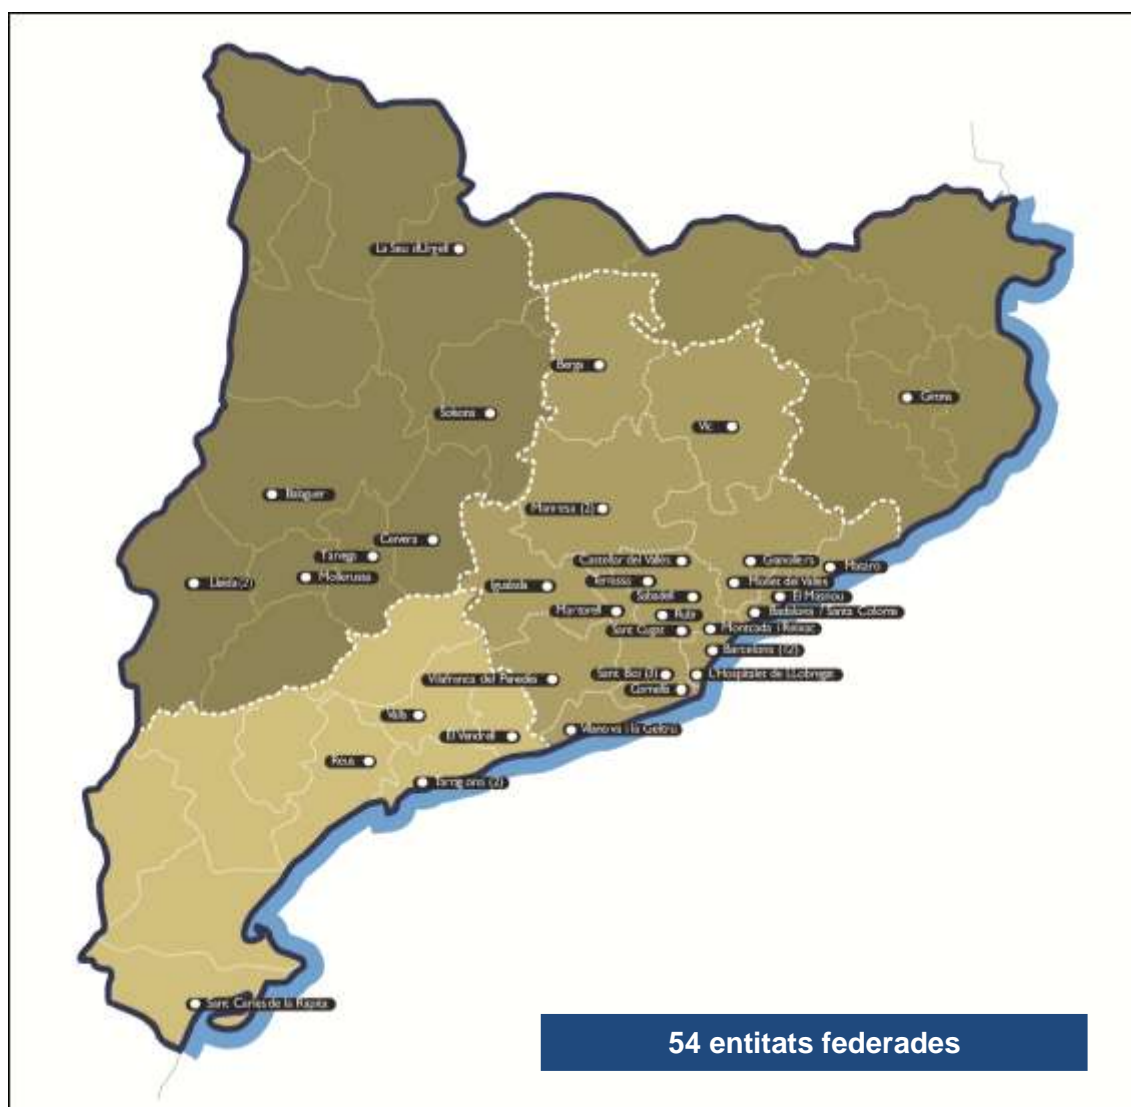 La Seu d'Urgell
Berga
Girona
Solsona
Vic
Balaguer
Manresa (2)
Cervera
Tàrrega
Castellar del Vallès
Granollers
Mataró
Lleida (2)
Mollerussa
Igualada
Terrassa
Mollet del Vallès
Sabadell
El Masnou
Martorell
Rubí
Badalona / Santa Coloma
Sant Cugat
Montcada i Reixac
Barcelona (12)
Vilafranca del Penedès
Sant Boi (3)
L'Hospitalet de LLobregat
Cornellà
Valls
El Vendrell
Vilanova i la Geltrú
Reus
Tarragona (2)
Sant Carles de la Ràpita
54 entitats federades